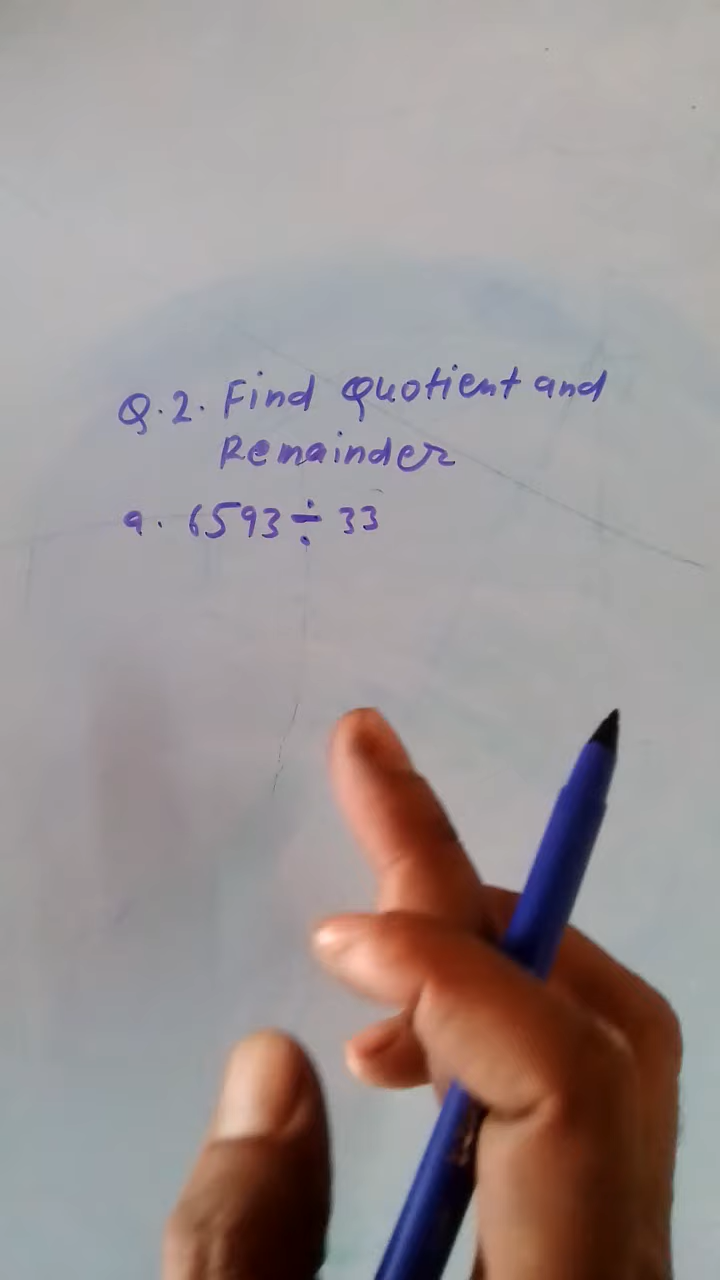 Q.2. Find Quotient and
Remainder
a. 6593 ÷ 33